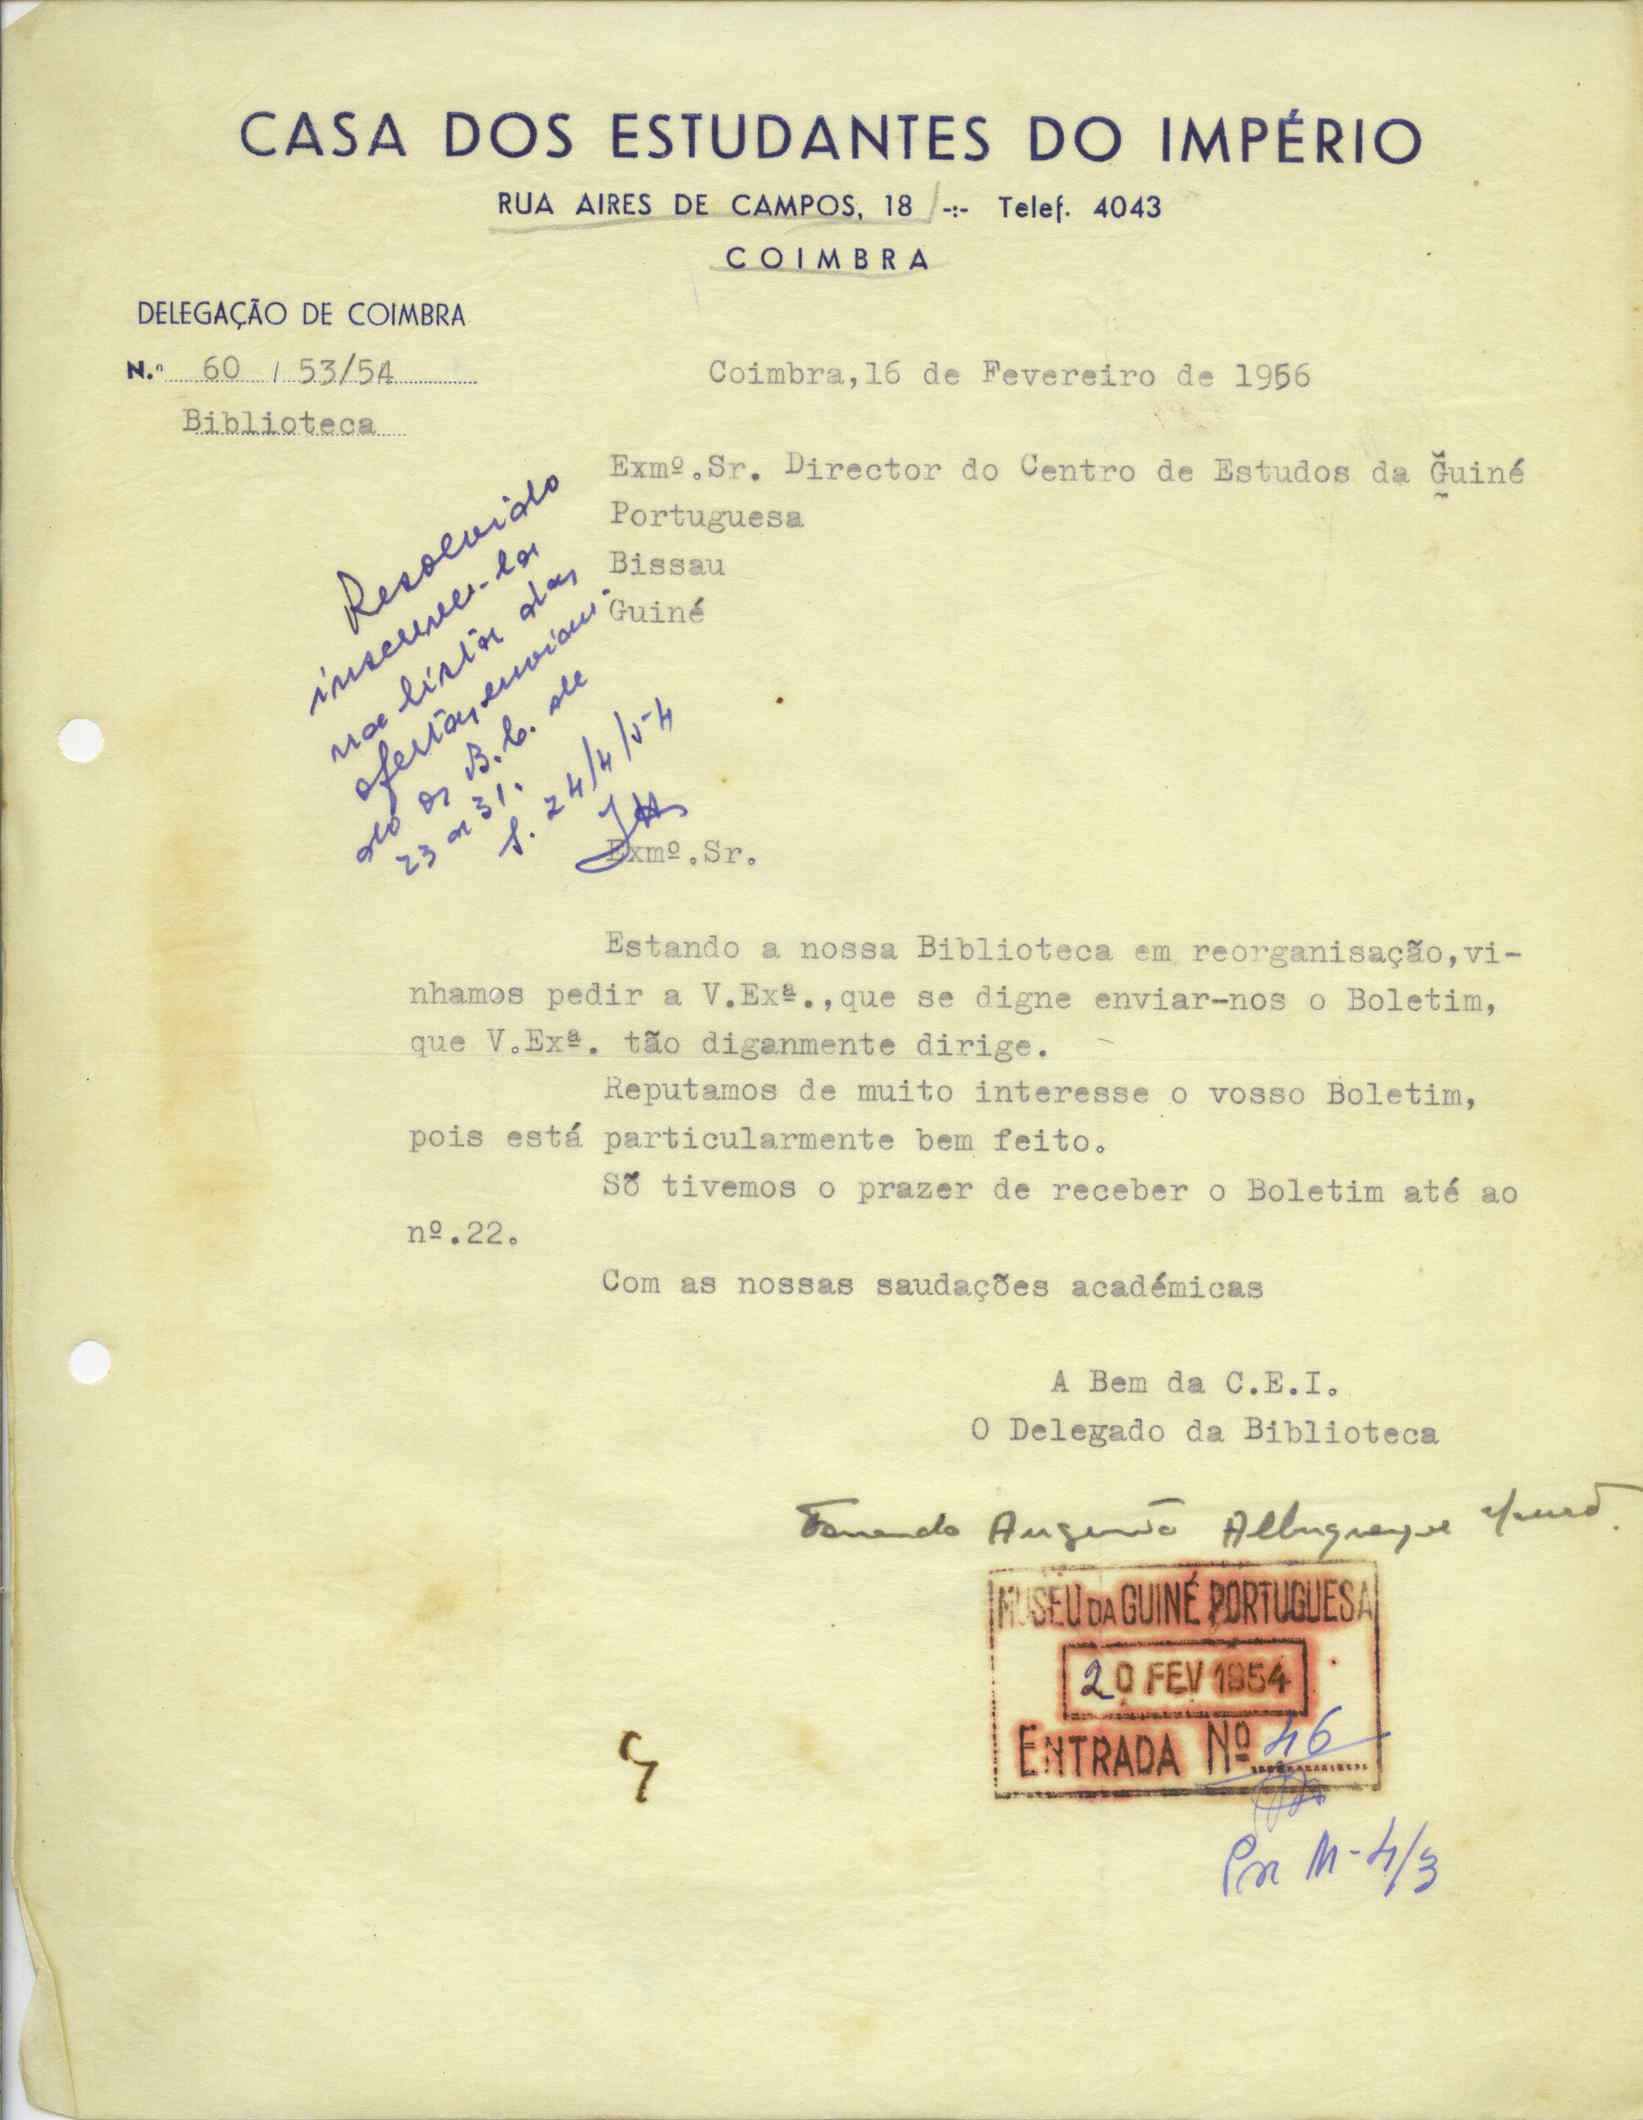 CASA DOS ESTUDANTES DO IMPÉRIO
RUA AIRES DE CAMPOS, 18 -:- Telef. 4043
COIMBRA
DELEGAÇÃO DE COIMBRA
N.º 60 / 53/54
Coimbra,16 de Fevereiro de 1956
Biblioteca
Exmº.Sr. Director do Centro de Estudos da Guiné
Portuguesa
Bissau
Guiné
Resolvido
inscrever-la
na lista das
ofertas, envian-
do os B.C. de
23 a 31.
S. 24/4/54
Exmº.Sr.
Estando a nossa Biblioteca em reorganisação,vi-
nhamos pedir a V.Exª.,que se digne enviar-nos o Boletim,
que V.Exª. tão diganmente dirige.
Reputamos de muito interesse o vosso Boletim,
pois está particularmente bem feito.
Sõ tivemos o prazer de receber o Boletim até ao
nº.22.
Com as nossas saudações académicas
A Bem da C.E.I.
O Delegado da Biblioteca
Fernando Augusto Albuquerque Mourão
MUSEU DA GUINÉ PORTUGUESA
20 FEV 1954
ENTRADA Nº 46
M-4/3